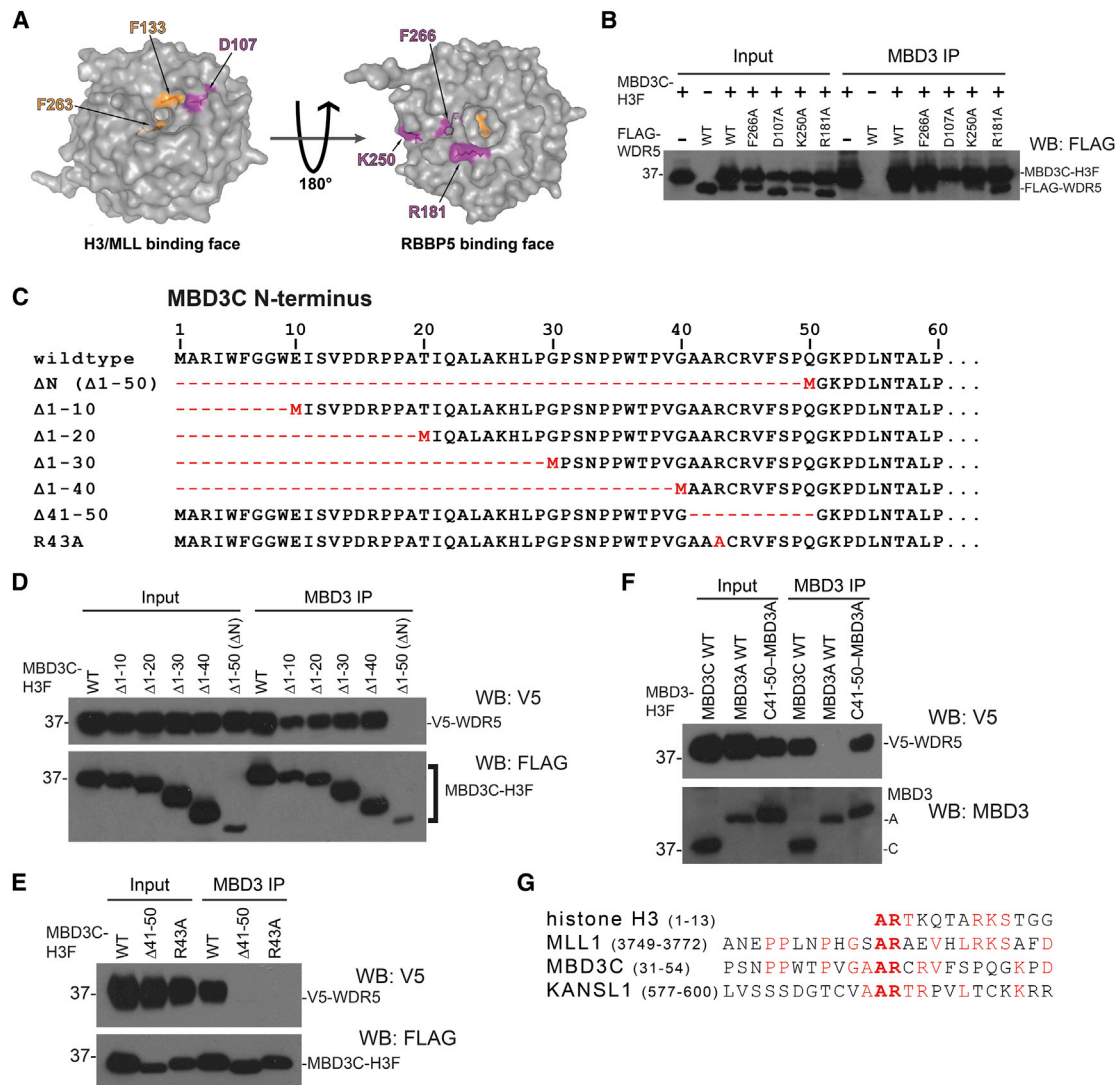 A
F133
D107
F263
F266
K250
R181
180°
H3/MLL binding face
RBBP5 binding face
B
Input
MBD3 IP
MBD3C-H3F
+ - + + + + + + - + + + + +
FLAG-WDR5
- WT WT F266A D107A K250A R181A - WT WT F266A D107A K250A R181A
WB: FLAG
37-
-MBD3C-H3F
-FLAG-WDR5
C
MBD3C N-terminus
1 10 20 30 40 50 60
wildtype MARIWFGGWEISVPDRPPATIQALAKHLPGPSNPPWTPVGAARCRVFSPQGKPDLNTALP...
ΔN (Δ1-50) -------------------------------------------------MGKPDLNTALP...
Δ1-10 ---------MISVPDRPPATIQALAKHLPGPSNPPWTPVGAARCRVFSPQGKPDLNTALP...
Δ1-20 -------------------MIQALAKHLPGPSNPPWTPVGAARCRVFSPQGKPDLNTALP...
Δ1-30 -----------------------------MPSNPPWTPVGAARCRVFSPQGKPDLNTALP...
Δ1-40 ---------------------------------------MAARCRVFSPQGKPDLNTALP...
Δ41-50 MARIWFGGWEISVPDRPPATIQALAKHLPGPSNPPWTPVG----------GKPDLNTALP...
R43A MARIWFGGWEISVPDRPPATIQALAKHLPGPSNPPWTPVGAAACRVFSPQGKPDLNTALP...
D
Input
MBD3 IP
MBD3C-H3F
WT Δ1-10 Δ1-20 Δ1-30 Δ1-40 Δ1-50 (ΔN) WT Δ1-10 Δ1-20 Δ1-30 Δ1-40 Δ1-50 (ΔN)
WB: V5
37-
-V5-WDR5
WB: FLAG
37-
MBD3C-H3F
E
Input
MBD3 IP
MBD3C-H3F
WT Δ41-50 R43A WT Δ41-50 R43A
WB: V5
37-
-V5-WDR5
WB: FLAG
37-
-MBD3C-H3F
F
Input
MBD3 IP
MBD3-H3F
MBD3C WT MBD3A WT C41-50–MBD3A MBD3C WT MBD3A WT C41-50–MBD3A
WB: V5
37-
-V5-WDR5
MBD3
WB: MBD3
-A
37-
-C
G
histone H3 (1-13) ARTKQTARKSTGG
MLL1 (3749-3772) ANEPPLNPHGSARAEVHLRKSAFD
MBD3C (31-54) PSNPPWTPVGAARCRVFSPQGKPD
KANSL1 (577-600) LVSSSDGTCVAARTRPVLTCKKRR